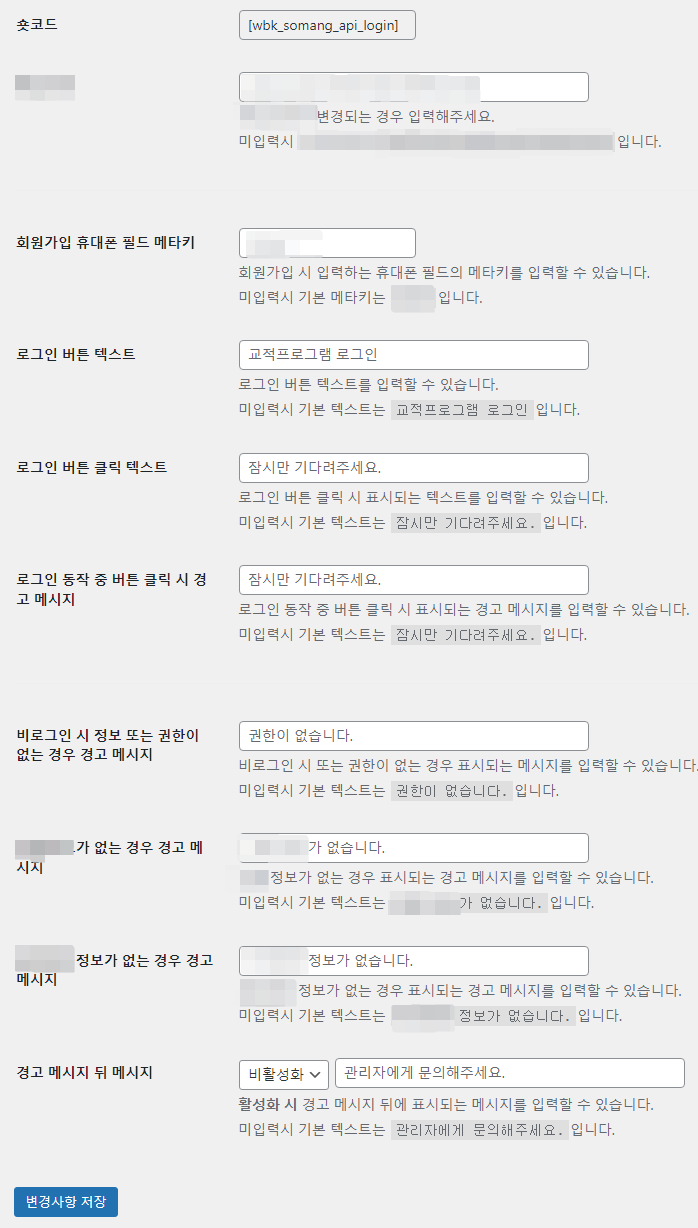 숏코드
[wbk_somang_api_login]
변경되는 경우 입력해주세요.
미입력시 입니다.
회원가입 휴대폰 필드 메타키
회원가입 시 입력하는 휴대폰 필드의 메타키를 입력할 수 있습니다.
미입력시 기본 메타키는 입니다.
로그인 버튼 텍스트
교적프로그램 로그인
로그인 버튼 텍스트를 입력할 수 있습니다.
미입력시 기본 텍스트는 교적프로그램 로그인 입니다.
로그인 버튼 클릭 텍스트
잠시만 기다려주세요.
로그인 버튼 클릭 시 표시되는 텍스트를 입력할 수 있습니다.
미입력시 기본 텍스트는 잠시만 기다려주세요. 입니다.
로그인 동작 중 버튼 클릭 시 경
고 메시지
잠시만 기다려주세요.
로그인 동작 중 버튼 클릭 시 표시되는 경고 메시지를 입력할 수 있습니다.
미입력시 기본 텍스트는 잠시만 기다려주세요. 입니다.
비로그인 시 정보 또는 권한이
없는 경우 경고 메시지
권한이 없습니다.
비로그인 시 또는 권한이 없는 경우 표시되는 메시지를 입력할 수 있습니다.
미입력시 기본 텍스트는 권한이 없습니다. 입니다.
가 없는 경우 경고 메
시지
가 없습니다.
정보가 없는 경우 표시되는 경고 메시지를 입력할 수 있습니다.
미입력시 기본 텍스트는 가 없습니다. 입니다.
정보가 없는 경우 경고
메시지
정보가 없습니다.
정보가 없는 경우 표시되는 경고 메시지를 입력할 수 있습니다.
미입력시 기본 텍스트는 정보가 없습니다. 입니다.
경고 메시지 뒤 메시지
비활성화 관리자에게 문의해주세요.
활성화 시 경고 메시지 뒤에 표시되는 메시지를 입력할 수 있습니다.
미입력시 기본 텍스트는 관리자에게 문의해주세요. 입니다.
변경사항 저장